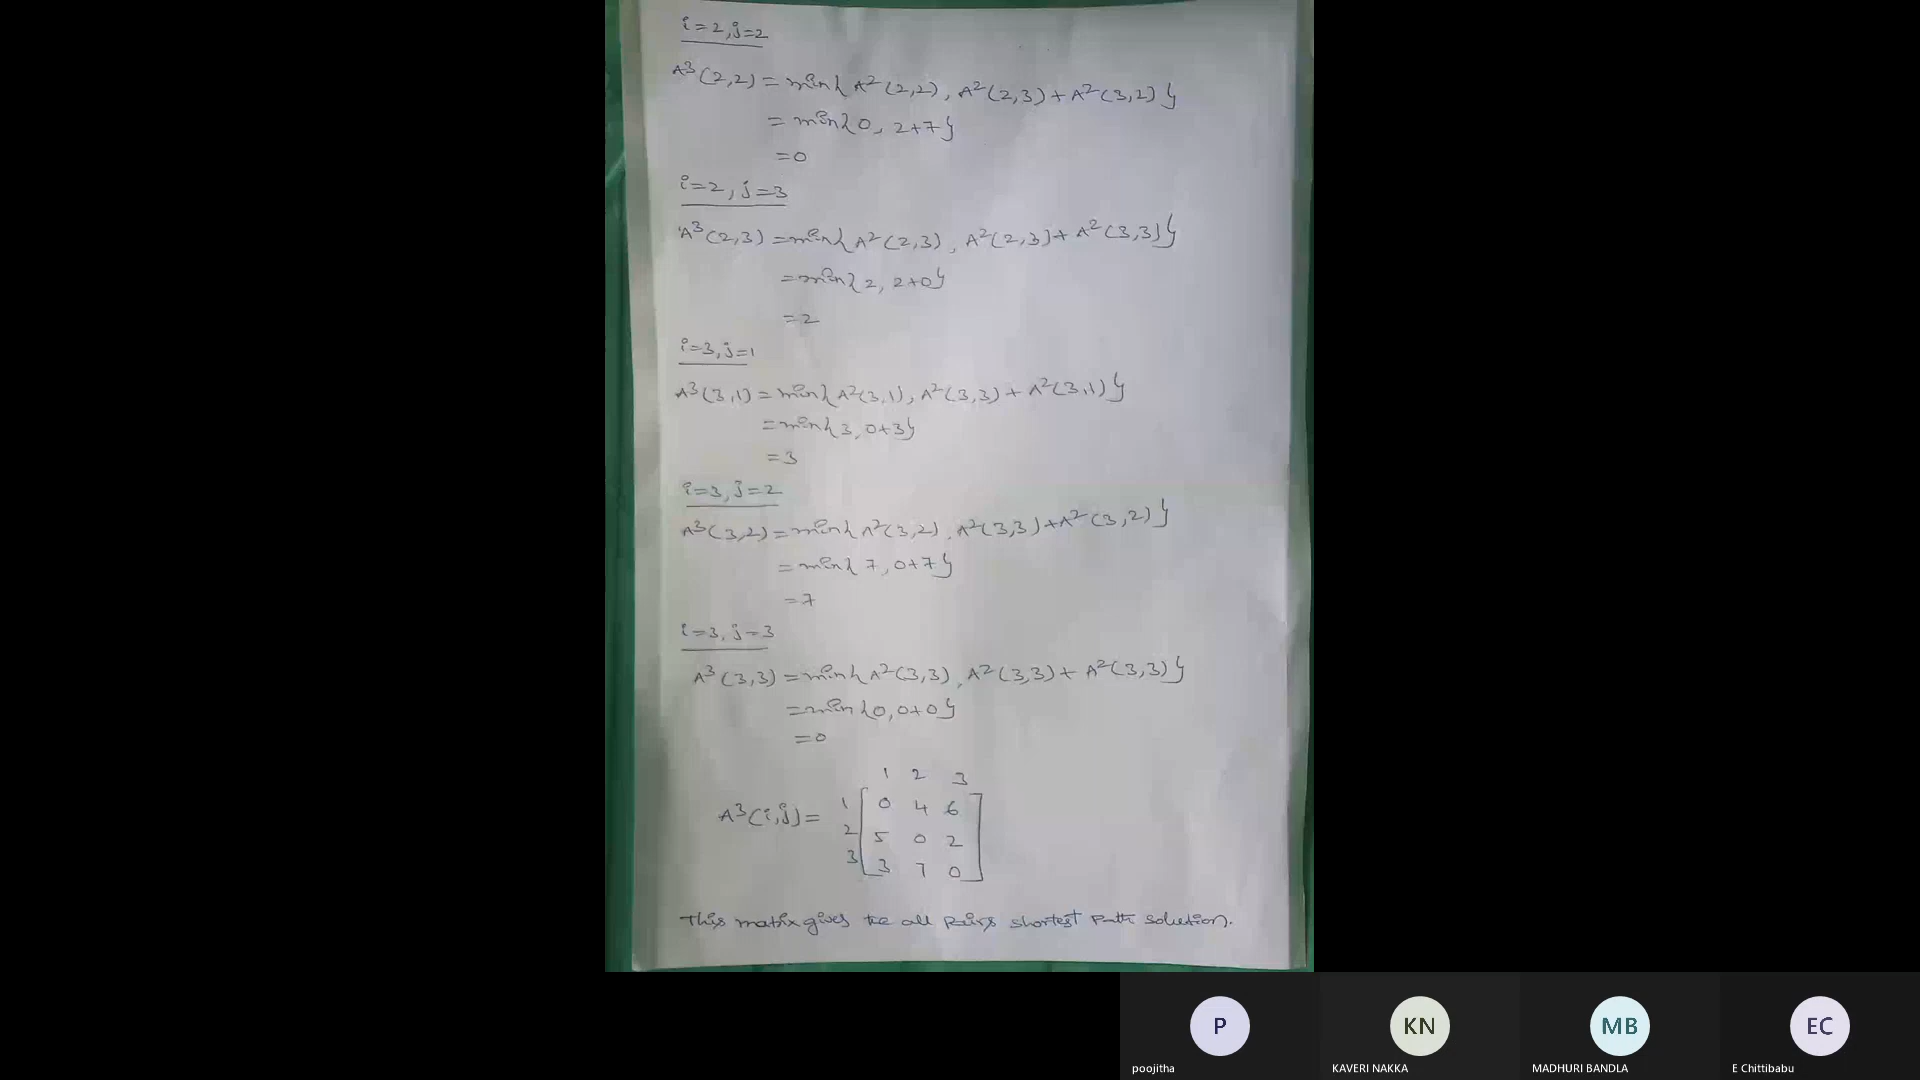 i=2,j=2
A³(2,2) = min{ A²(2,2), A²(2,3)+A²(3,2) }
= min{0, 2+7}
=0
i=2, j=3
A³(2,3) =min{A²(2,3), A²(2,3)+ A²(3,3)}
=min{2, 2+0}
=2
i=3,j=1
A³(3,1) = min{A²(3,1), A²(3,3) + A²(3,1)}
=min{3, 0+3}
=3
i=3, j=2
A³(3,2) =min{A²(3,2), A²(3,3)+A²(3,2)}
= min{7, 0+7}
=7
i=3, j=3
A³(3,3) =min{A²(3,3), A²(3,3)+ A²(3,3)}
=min{0,0+0}
=0
1 2 3
A³(i,j)= 1 [ 0 4 6 ]
2 [ 5 0 2 ]
3 [ 3 7 0 ]
This matrix gives the all pairs shortest path solution.
P KN MB EC
poojitha KAVERI NAKKA MADHURI BANDLA E Chittibabu